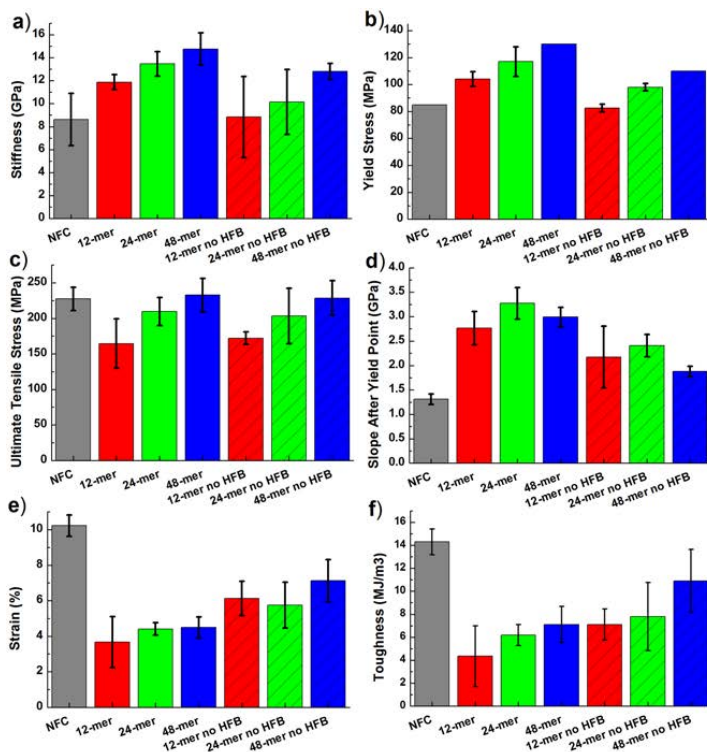 a)
Stiffness (GPa)
16
14
12
10
8
6
4
2
0
NFC
12-mer
24-mer
48-mer
12-mer no HFB
24-mer no HFB
48-mer no HFB
b)
Yield Stress (MPa)
120
100
80
60
40
20
0
NFC
12-mer
24-mer
48-mer
12-mer no HFB
24-mer no HFB
48-mer no HFB
c)
Ultimate Tensile Stress (MPa)
250
200
150
100
50
0
NFC
12-mer
24-mer
48-mer
12-mer no HFB
24-mer no HFB
48-mer no HFB
d)
Slope After Yield Point (GPa)
4.0
3.5
3.0
2.5
2.0
1.5
1.0
0.5
0.0
NFC
12-mer
24-mer
48-mer
12-mer no HFB
24-mer no HFB
48-mer no HFB
e)
Strain (%)
10
8
6
4
2
0
NFC
12-mer
24-mer
48-mer
12-mer no HFB
24-mer no HFB
48-mer no HFB
f)
Toughness (MJ/m3)
16
14
12
10
8
6
4
2
0
NFC
12-mer
24-mer
48-mer
12-mer no HFB
24-mer no HFB
48-mer no HFB